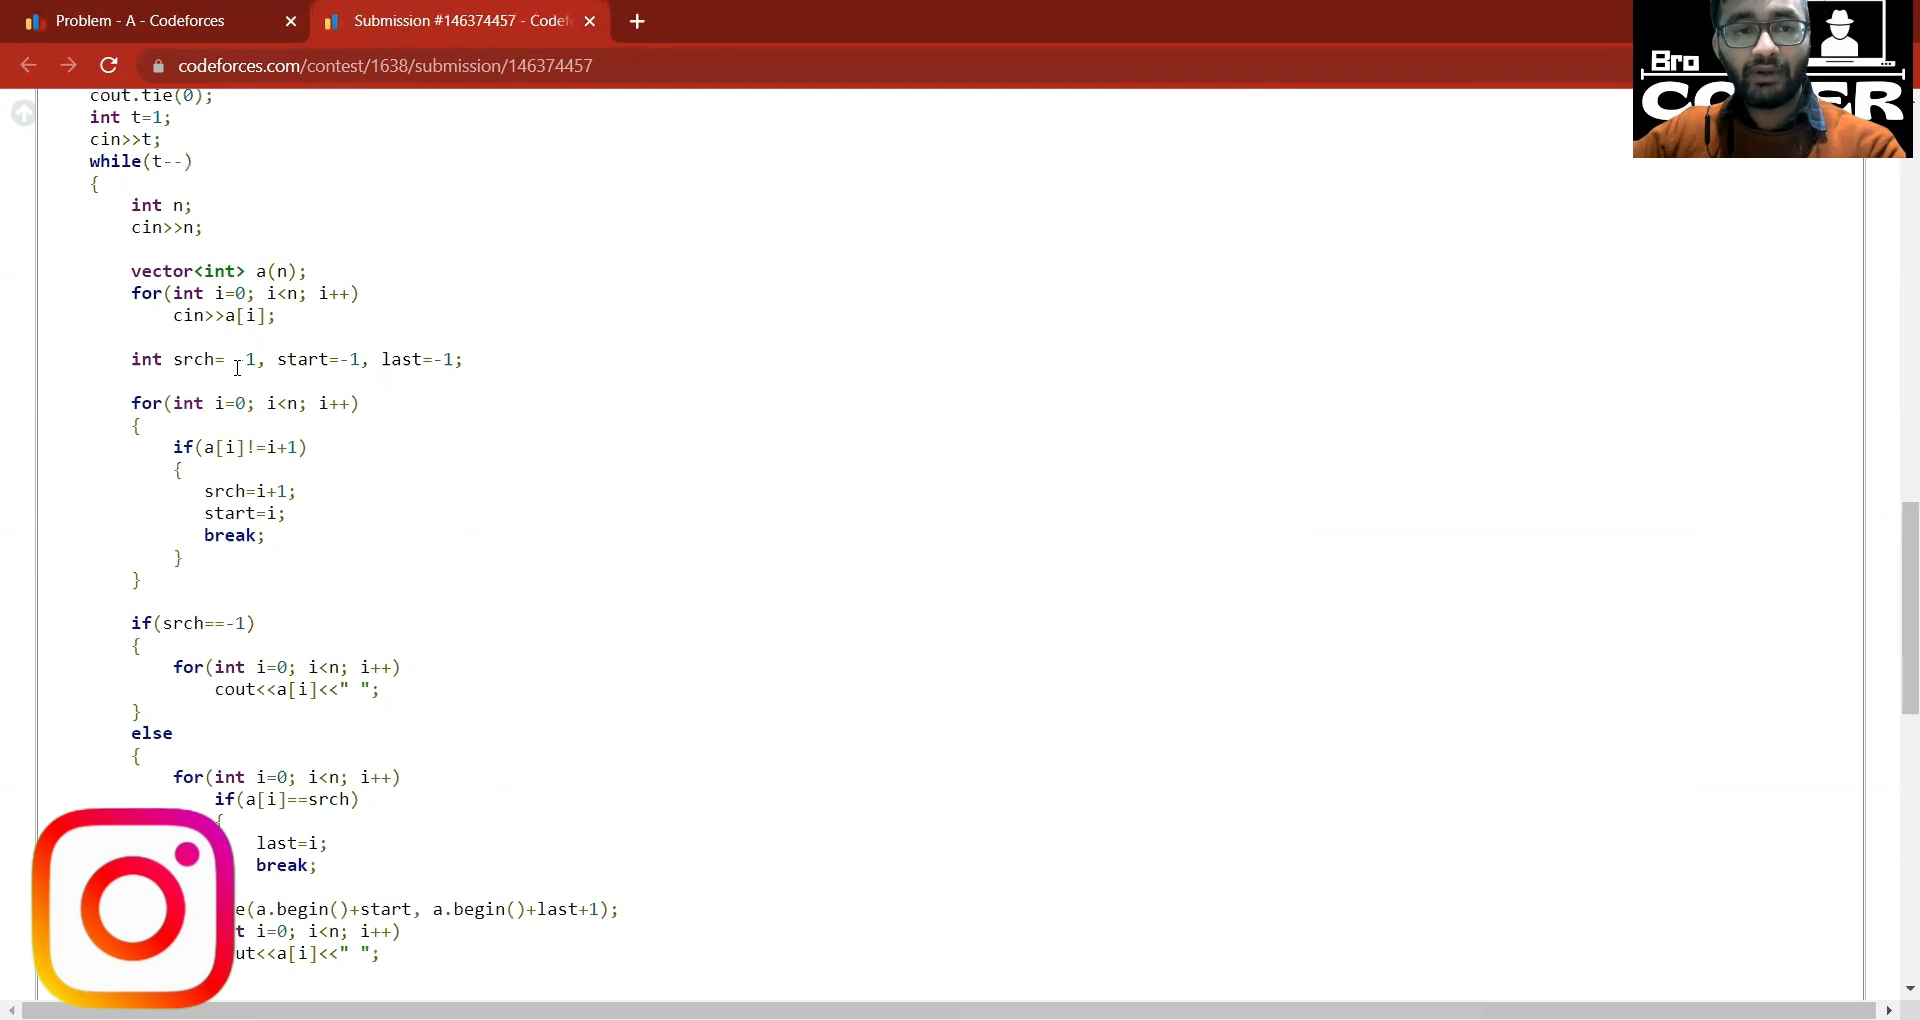 Problem - A - Codeforces
Submission #146374457 - Codef
codeforces.com/contest/1638/submission/146374457
Bro
cout.tie(0);
int t=1;
cin>>t;
while(t--)
{
int n;
cin>>n;
vector<int> a(n);
for(int i=0; i<n; i++)
cin>>a[i];
int srch= -1, start=-1, last=-1;
for(int i=0; i<n; i++)
{
if(a[i]!=i+1)
{
srch=i+1;
start=i;
break;
}
}
if(srch==-1)
{
for(int i=0; i<n; i++)
cout<<a[i]<<" ";
}
else
{
for(int i=0; i<n; i++)
if(a[i]==srch)
{
last=i;
break;
e(a.begin()+start, a.begin()+last+1);
t i=0; i<n; i++)
ut<<a[i]<<" ";